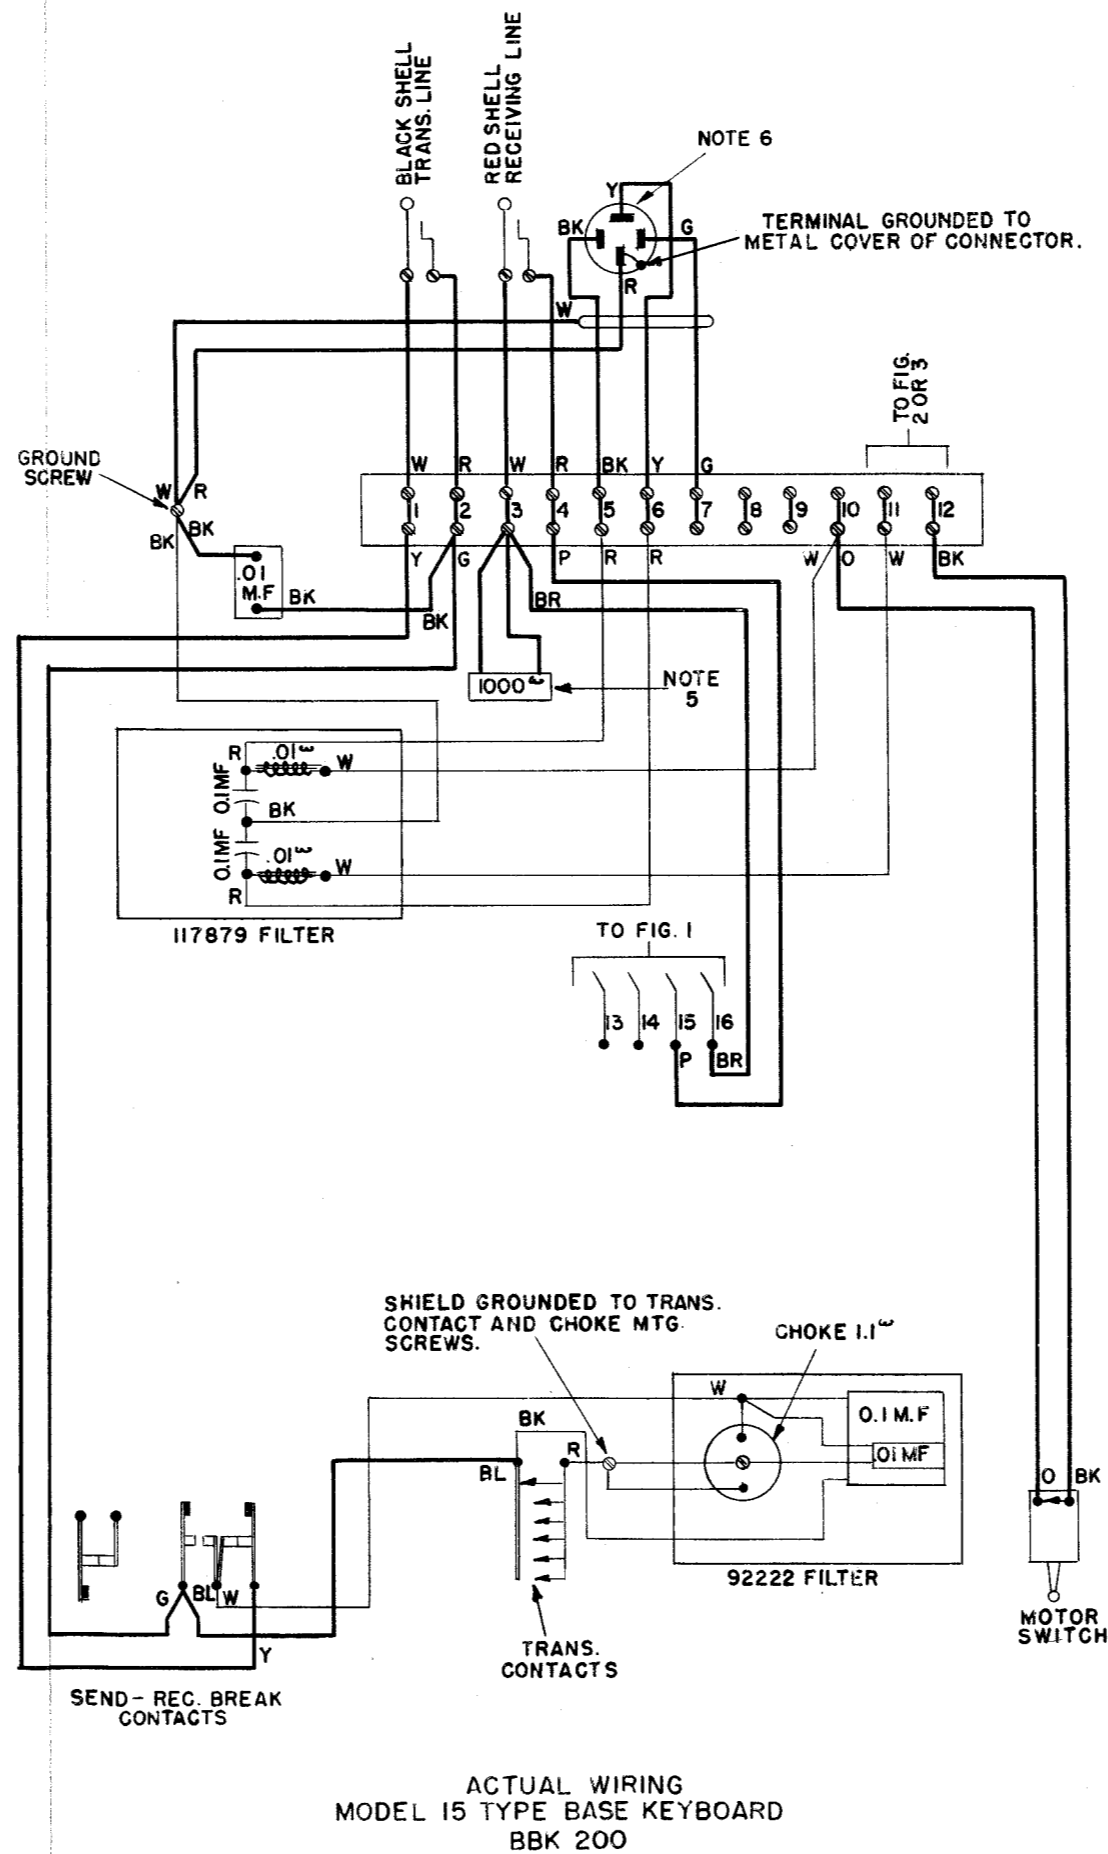 BLACK SHELL
TRANS. LINE
RED SHELL
RECEIVING LINE
NOTE 6
Y
BK
G
R
TERMINAL GROUNDED TO
METAL COVER OF CONNECTOR.
W
TO FIG.
2 OR 3
GROUND
SCREW
W
R
BK
BK
W
R
W
R
BK
Y
G
1
2
3
4
5
6
7
8
9
10
11
12
Y
G
P
R
R
W
O
W
BK
.01
M.F
BK
BK
BR
1000 ω
NOTE
5
R
.01ω
W
0.1MF
BK
0.1MF
.01ω
W
R
117879 FILTER
TO FIG. 1
13
14
15
16
P
BR
SHIELD GROUNDED TO TRANS.
CONTACT AND CHOKE MTG.
SCREWS.
CHOKE 1.1ω
W
0.1 M.F
.01 MF
BK
R
BL
92222 FILTER
O
BK
MOTOR
SWITCH
G
BL
W
Y
TRANS.
CONTACTS
SEND- REC. BREAK
CONTACTS
ACTUAL WIRING
MODEL 15 TYPE BASE KEYBOARD
BBK 200